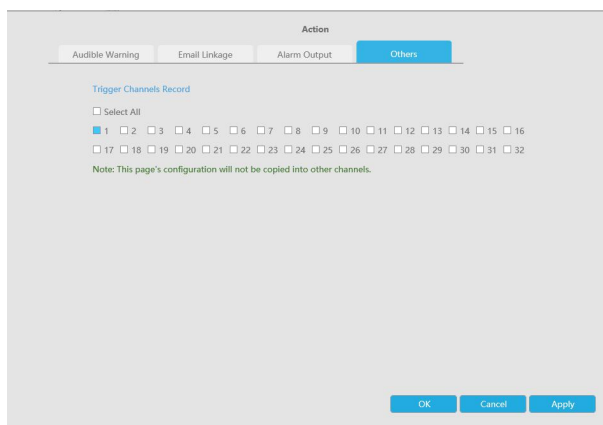 Action
Audible Warning Email Linkage Alarm Output Others
Trigger Channels Record
Select All
1 2 3 4 5 6 7 8 9 10 11 12 13 14 15 16
17 18 19 20 21 22 23 24 25 26 27 28 29 30 31 32
Note: This page's configuration will not be copied into other channels.
OK Cancel Apply